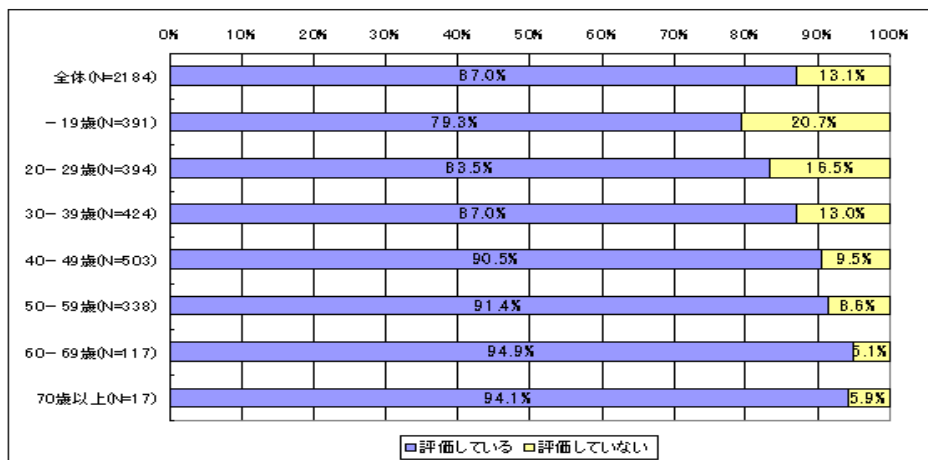 0% 10% 20% 30% 40% 50% 60% 70% 80% 90% 100%
全体(N=2184) 87.0% 13.1%
-19歳(N=391) 79.3% 20.7%
20-29歳(N=394) 83.5% 16.5%
30-39歳(N=424) 87.0% 13.0%
40-49歳(N=503) 90.5% 9.5%
50-59歳(N=338) 91.4% 8.6%
60-69歳(N=117) 94.9% 5.1%
70歳以上(N=17) 94.1% 5.9%
評価している 評価していない